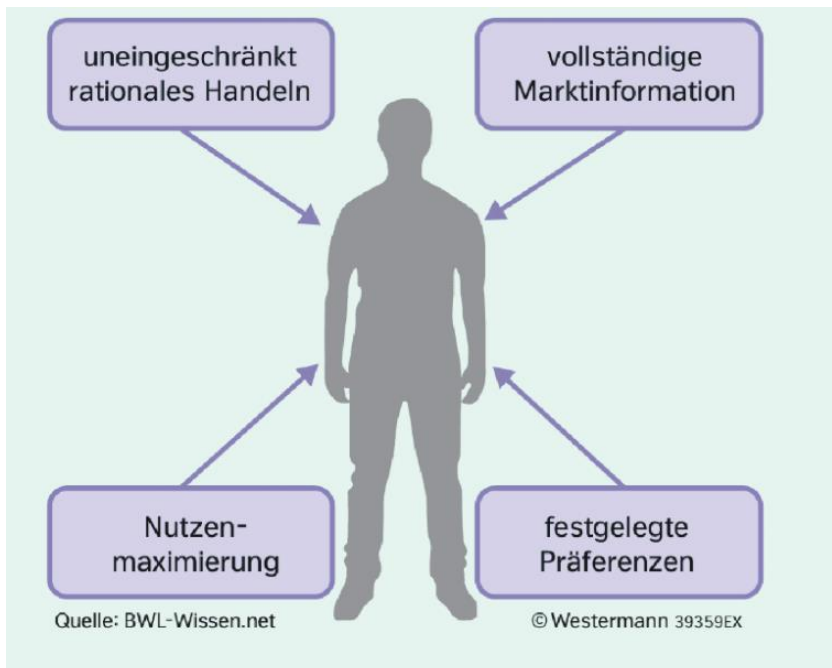 uneingeschränkt
rationales Handeln
vollständige
Marktinformation
Nutzen-
maximierung
festgelegte
Präferenzen
Quelle: BWL-Wissen.net
© Westermann 39359EX